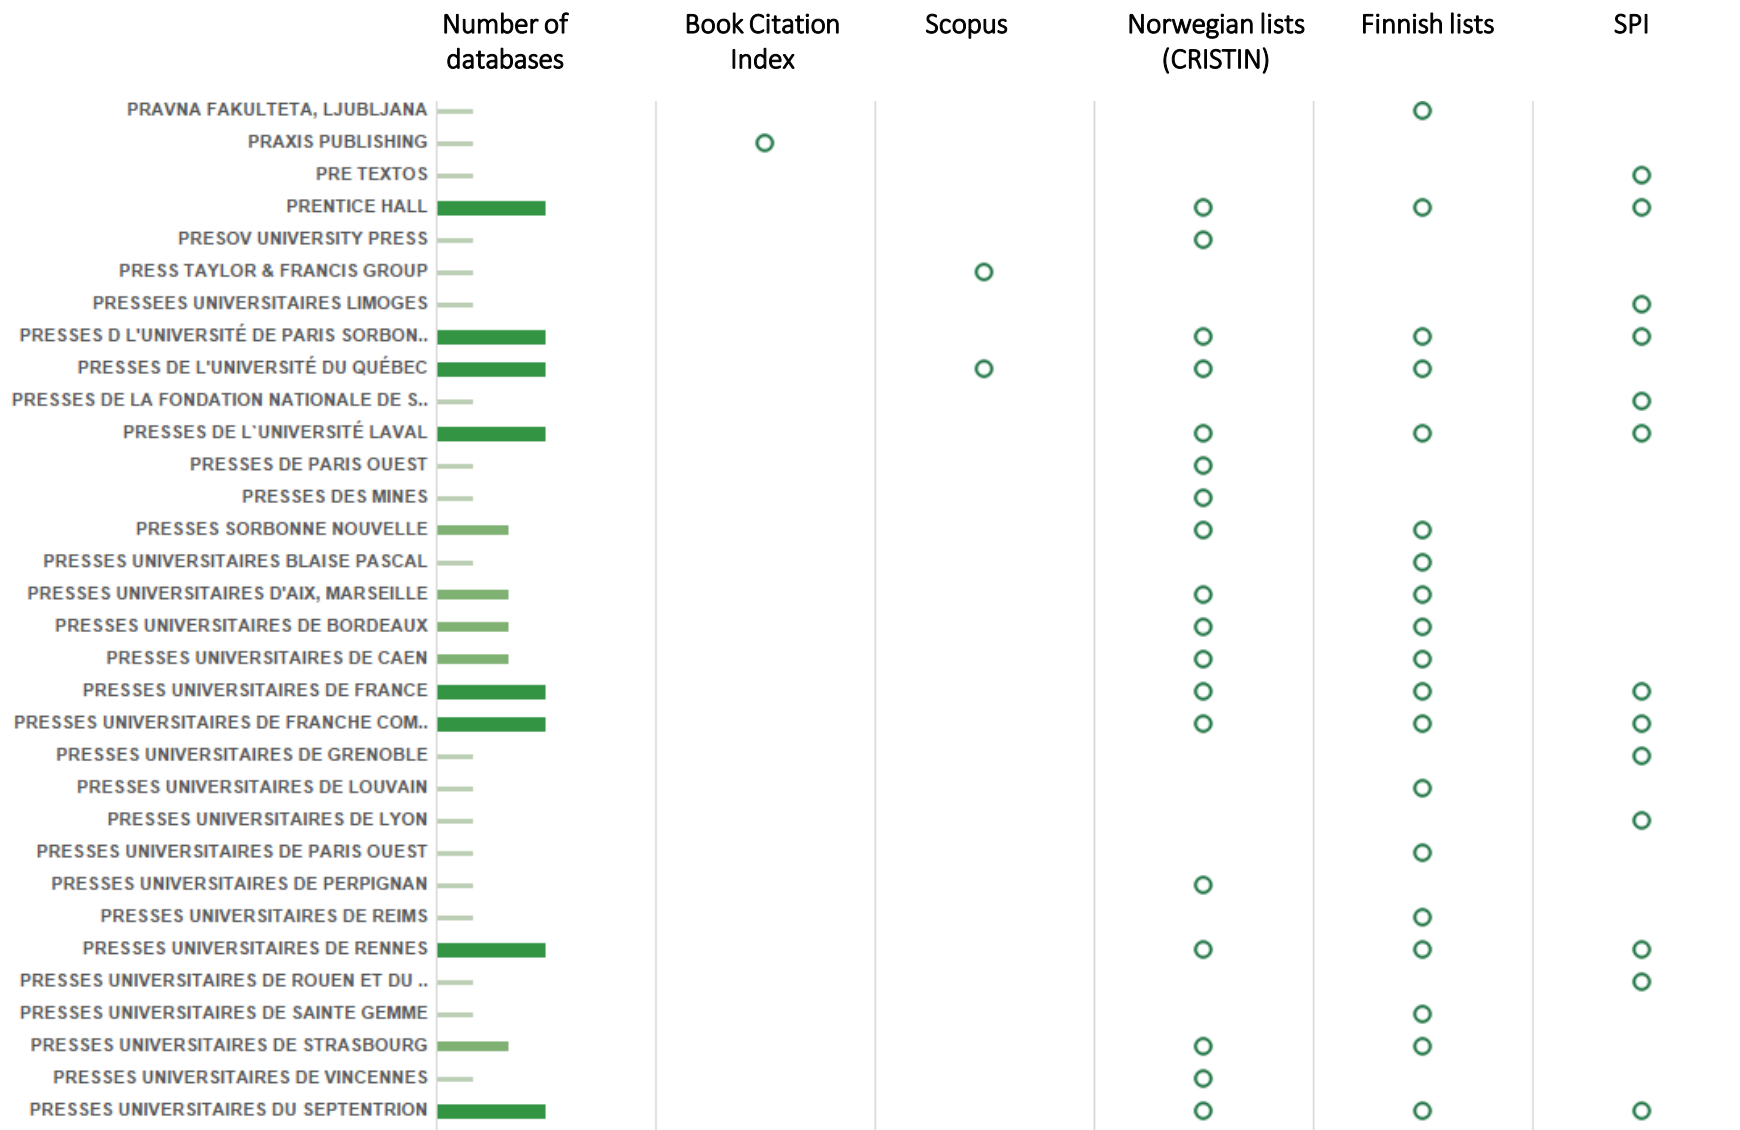 Number of
databases
Book Citation
Index
Scopus
Norwegian lists
(CRISTIN)
Finnish lists
SPI
PRAVNA FAKULTETA, LJUBLJANA
PRAXIS PUBLISHING
PRE TEXTOS
PRENTICE HALL
PRESOV UNIVERSITY PRESS
PRESS TAYLOR & FRANCIS GROUP
PRESSEES UNIVERSITAIRES LIMOGES
PRESSES D L'UNIVERSITÉ DE PARIS SORBON..
PRESSES DE L'UNIVERSITÉ DU QUÉBEC
PRESSES DE LA FONDATION NATIONALE DE S..
PRESSES DE L`UNIVERSITÉ LAVAL
PRESSES DE PARIS OUEST
PRESSES DES MINES
PRESSES SORBONNE NOUVELLE
PRESSES UNIVERSITAIRES BLAISE PASCAL
PRESSES UNIVERSITAIRES D'AIX, MARSEILLE
PRESSES UNIVERSITAIRES DE BORDEAUX
PRESSES UNIVERSITAIRES DE CAEN
PRESSES UNIVERSITAIRES DE FRANCE
PRESSES UNIVERSITAIRES DE FRANCHE COM..
PRESSES UNIVERSITAIRES DE GRENOBLE
PRESSES UNIVERSITAIRES DE LOUVAIN
PRESSES UNIVERSITAIRES DE LYON
PRESSES UNIVERSITAIRES DE PARIS OUEST
PRESSES UNIVERSITAIRES DE PERPIGNAN
PRESSES UNIVERSITAIRES DE REIMS
PRESSES UNIVERSITAIRES DE RENNES
PRESSES UNIVERSITAIRES DE ROUEN ET DU ..
PRESSES UNIVERSITAIRES DE SAINTE GEMME
PRESSES UNIVERSITAIRES DE STRASBOURG
PRESSES UNIVERSITAIRES DE VINCENNES
PRESSES UNIVERSITAIRES DU SEPTENTRION